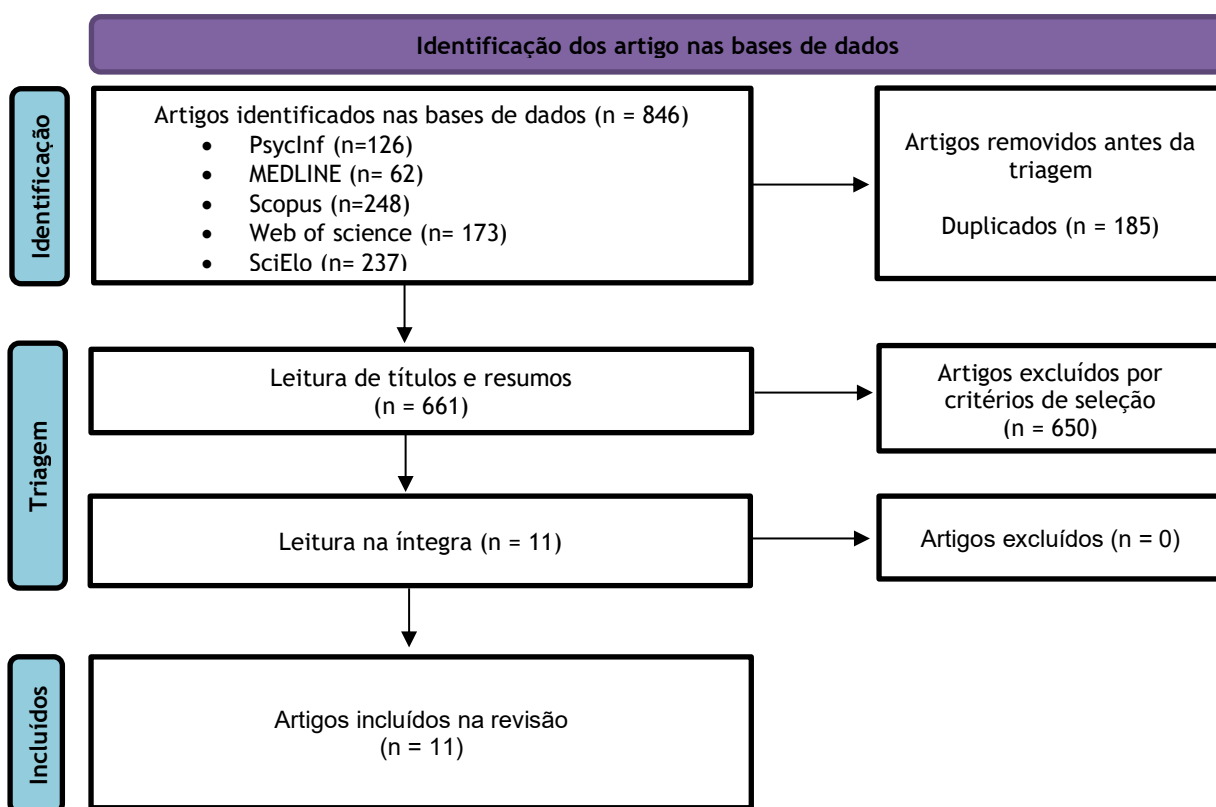 Identificação dos artigo nas bases de dados
Identificação
Artigos identificados nas bases de dados (n = 846)
• PsycInf (n=126)
• MEDLINE (n= 62)
• Scopus (n=248)
• Web of science (n= 173)
• SciElo (n= 237)
Artigos removidos antes da
triagem
Duplicados (n = 185)
Triagem
Leitura de títulos e resumos
(n = 661)
Artigos excluídos por
critérios de seleção
(n = 650)
Leitura na íntegra (n = 11)
Artigos excluídos (n = 0)
Incluídos
Artigos incluídos na revisão
(n = 11)